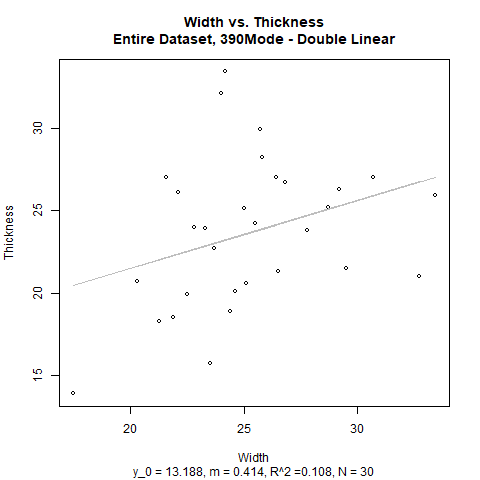 Width vs. Thickness
Entire Dataset, 390Mode - Double Linear
Thickness
30
25
20
15
20
25
30
Width
y_0 = 13.188, m = 0.414, R^2 =0.108, N = 30